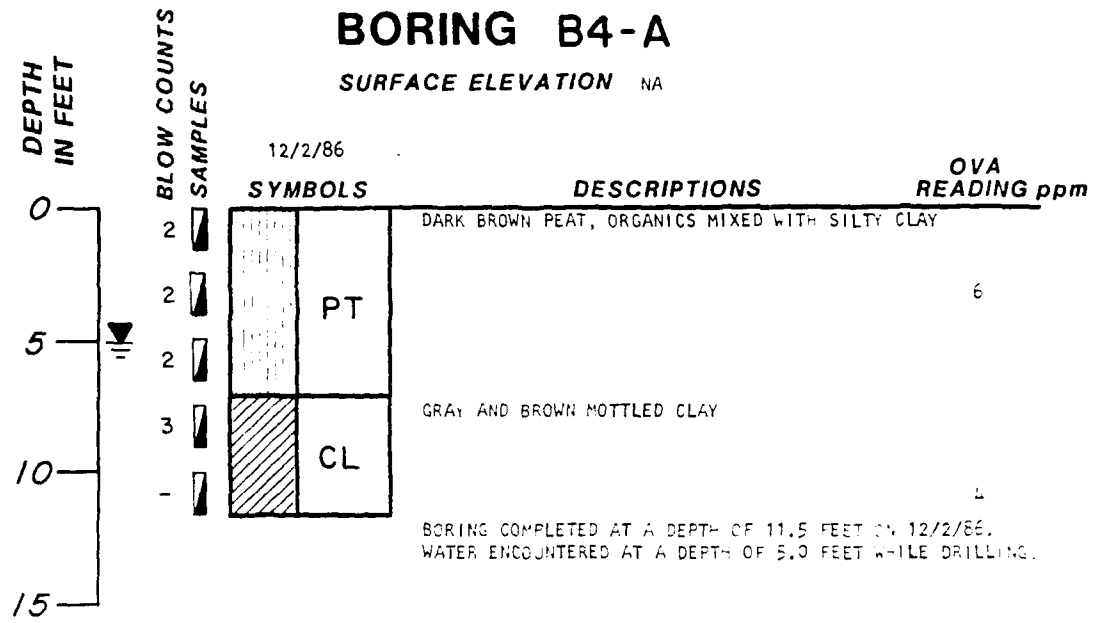 BORING B4-A
SURFACE ELEVATION NA
DEPTH IN FEET
BLOW COUNTS
SAMPLES
12/2/86
SYMBOLS DESCRIPTIONS OVA READING ppm
0
2 DARK BROWN PEAT, ORGANICS MIXED WITH SILTY CLAY
2 6
PT
5
2
3 GRAY AND BROWN MOTTLED CLAY
CL
10
- 4
BORING COMPLETED AT A DEPTH OF 11.5 FEET ON 12/2/86.
WATER ENCOUNTERED AT A DEPTH OF 5.0 FEET WHILE DRILLING.
15